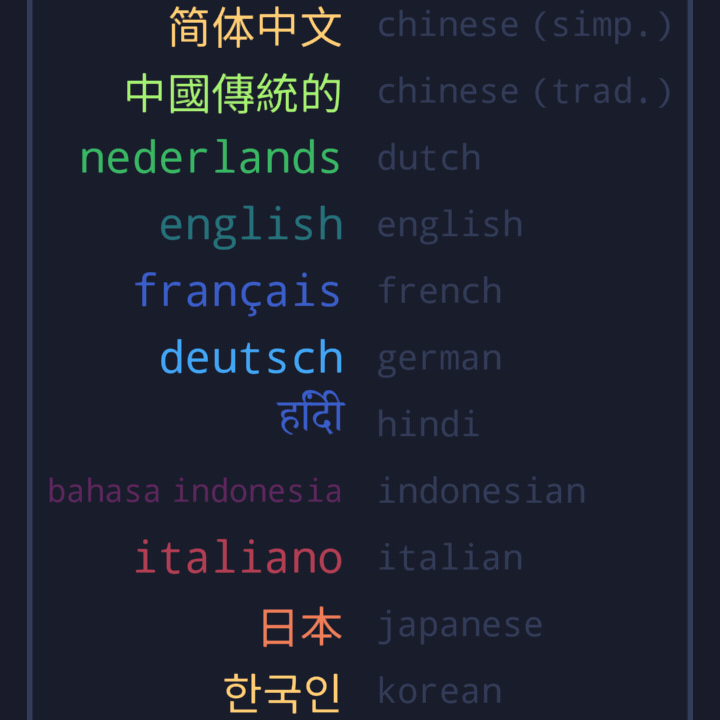 简体中文 chinese (simp.)
中國傳統的 chinese (trad.)
nederlands dutch
english english
français french
deutsch german
हिंदी hindi
bahasa indonesia indonesian
italiano italian
日本 japanese
한국인 korean